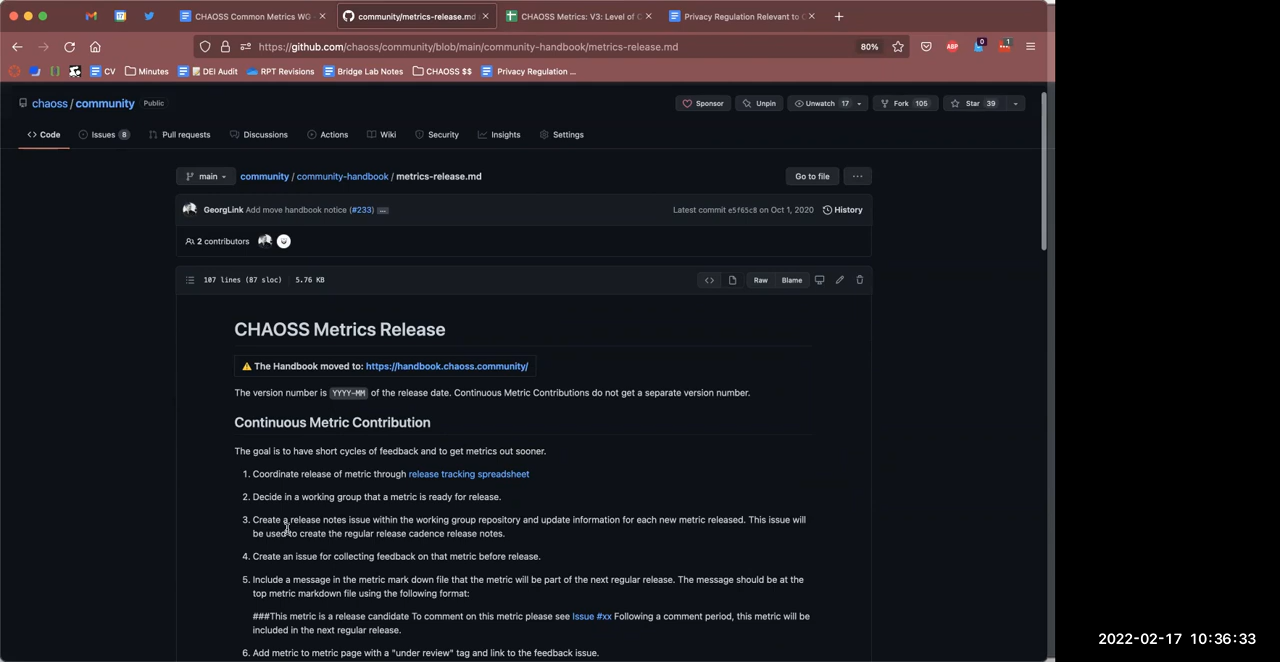 CHAOSS Common Metrics WG
community/metrics-release.md
CHAOSS Metrics: V3: Level of C
Privacy Regulation Relevant to C
https://github.com/chaoss/community/blob/main/community-handbook/metrics-release.md
80%
ABP
0
1
CV
Minutes
DEI Audit
RPT Revisions
Bridge Lab Notes
CHAOSS $$
Privacy Regulation ...
chaoss / community
Public
Sponsor
Unpin
Unwatch 17
Fork 105
Star 39
Code
Issues 8
Pull requests
Discussions
Actions
Wiki
Security
Insights
Settings
main
community / community-handbook / metrics-release.md
Go to file
...
GeorgLink Add move handbook notice (#233) ...
Latest commit e5f65c8 on Oct 1, 2020
History
2 contributors
107 lines (87 sloc) | 5.76 KB
Raw
Blame
CHAOSS Metrics Release
⚠ The Handbook moved to: https://handbook.chaoss.community/
The version number is YYYY-MM of the release date. Continuous Metric Contributions do not get a separate version number.
Continuous Metric Contribution
The goal is to have short cycles of feedback and to get metrics out sooner.
1. Coordinate release of metric through release tracking spreadsheet
2. Decide in a working group that a metric is ready for release.
3. Create a release notes issue within the working group repository and update information for each new metric released. This issue will
be used to create the regular release cadence release notes.
4. Create an issue for collecting feedback on that metric before release.
5. Include a message in the metric mark down file that the metric will be part of the next regular release. The message should be at the
top metric markdown file using the following format:
###This metric is a release candidate To comment on this metric please see Issue #xx Following a comment period, this metric will be
included in the next regular release.
6. Add metric to metric page with a "under review" tag and link to the feedback issue.
2022-02-17 10:36:33